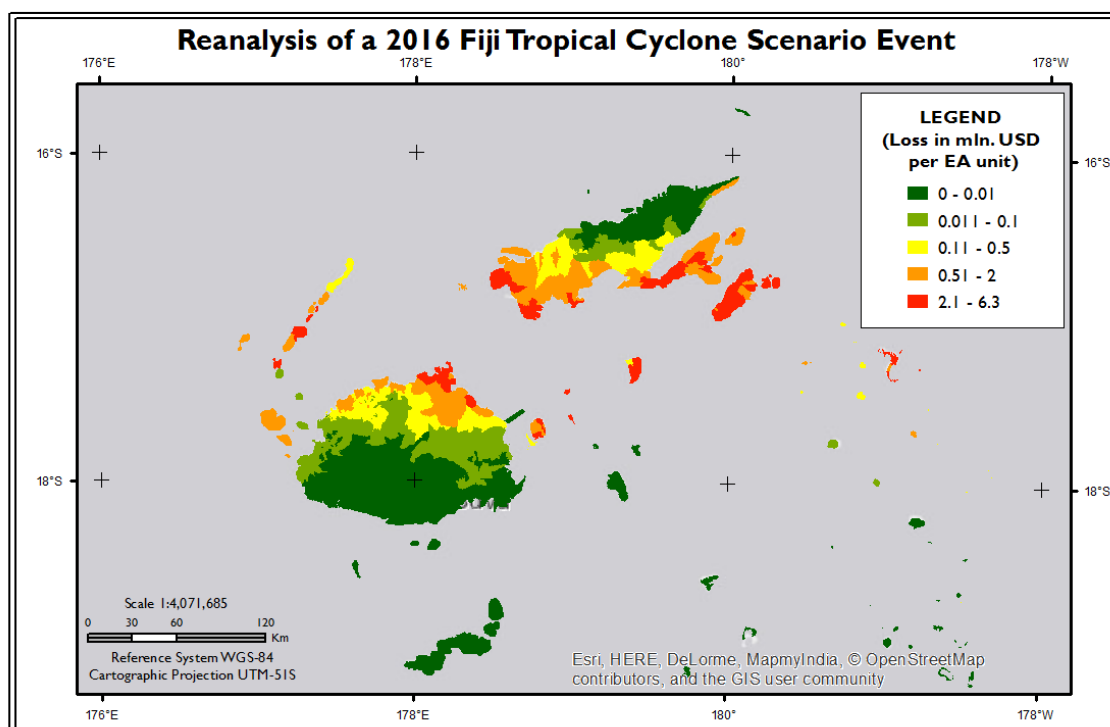 Reanalysis of a 2016 Fiji Tropical Cyclone Scenario Event
176°E
178°E
180°
178°W
LEGEND
(Loss in mln. USD
per EA unit)
0 - 0.01
0.011 - 0.1
0.11 - 0.5
0.51 - 2
2.1 - 6.3
16°S
16°S
18°S
18°S
Scale 1:4,071,685
0 30 60 120
Km
Reference System WGS-84
Cartographic Projection UTM-51S
Esri, HERE, DeLorme, MapmyIndia, © OpenStreetMap
contributors, and the GIS user community
176°E
178°E
180°
178°W